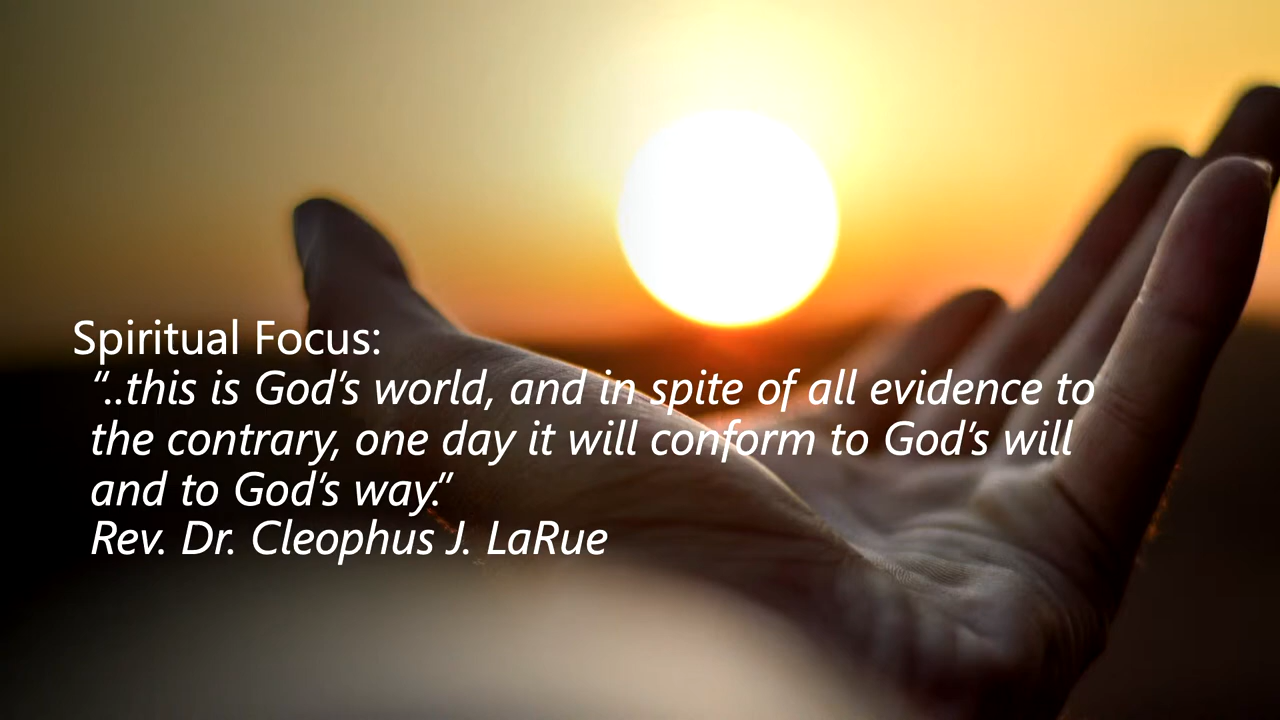 Spiritual Focus:
“..this is God’s world, and in spite of all evidence to
the contrary, one day it will conform to God’s will
and to God’s way.”
Rev. Dr. Cleophus J. LaRue